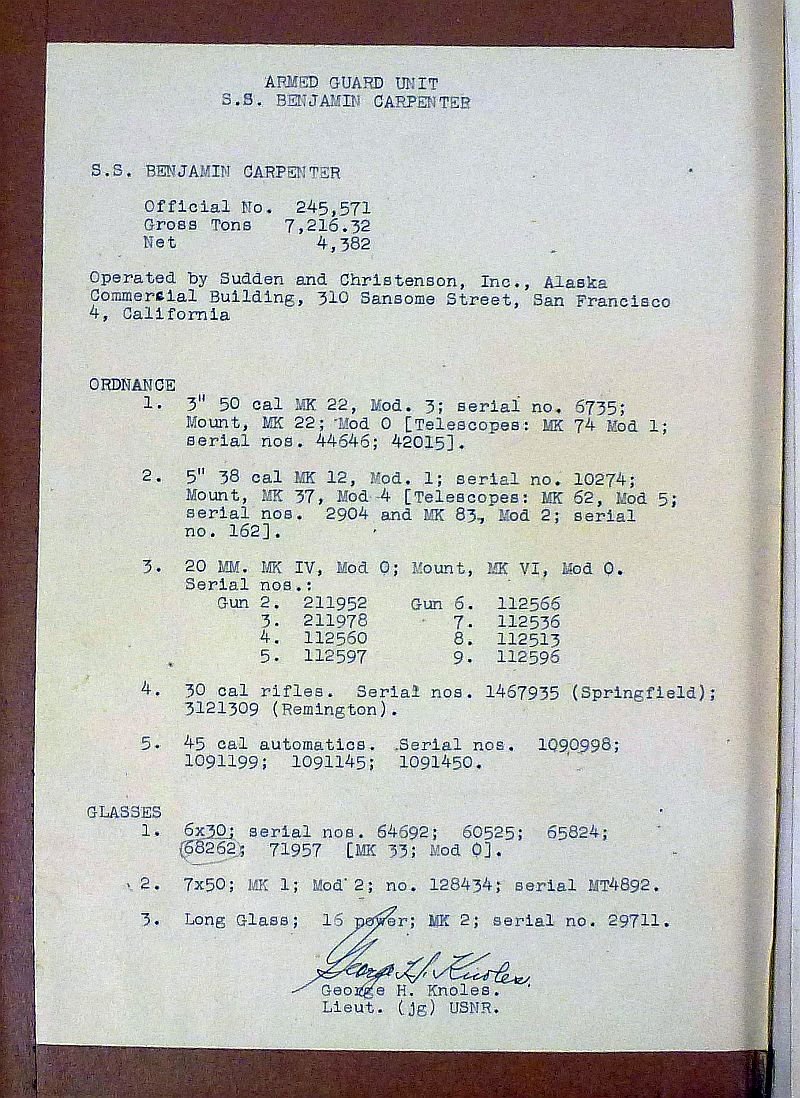 ARMED GUARD UNIT
S.S. BENJAMIN CARPENTER
S.S. BENJAMIN CARPENTER
Official No. 245,571
Gross Tons 7,216.32
Net 4,382
Operated by Sudden and Christenson, Inc., Alaska
Commercial Building, 310 Sansome Street, San Francisco
4, California
ORDNANCE
1. 3" 50 cal MK 22, Mod. 3; serial no. 6735;
Mount, MK 22; Mod 0 [Telescopes: MK 74 Mod 1;
serial nos. 44646; 42015].
2. 5" 38 cal MK 12, Mod. 1; serial no. 10274;
Mount, MK 37, Mod 4 [Telescopes: MK 62, Mod 5;
serial nos. 2904 and MK 83, Mod 2; serial
no. 162].
3. 20 MM. MK IV, Mod 0; Mount, MK VI, Mod 0.
Serial nos.:
Gun 2. 211952 Gun 6. 112566
3. 211978 7. 112536
4. 112560 8. 112513
5. 112597 9. 112596
4. 30 cal rifles. Serial nos. 1467935 (Springfield);
3121309 (Remington).
5. 45 cal automatics. Serial nos. 1090998;
1091199; 1091145; 1091450.
GLASSES
1. 6x30; serial nos. 64692; 60525; 65824;
68262; 71957 [MK 33; Mod 0].
2. 7x50; MK 1; Mod 2; no. 128434; serial MT4892.
3. Long Glass; 16 power; MK 2; serial no. 29711.
George H. Knoles.
George H. Knoles.
Lieut. (jg) USNR.